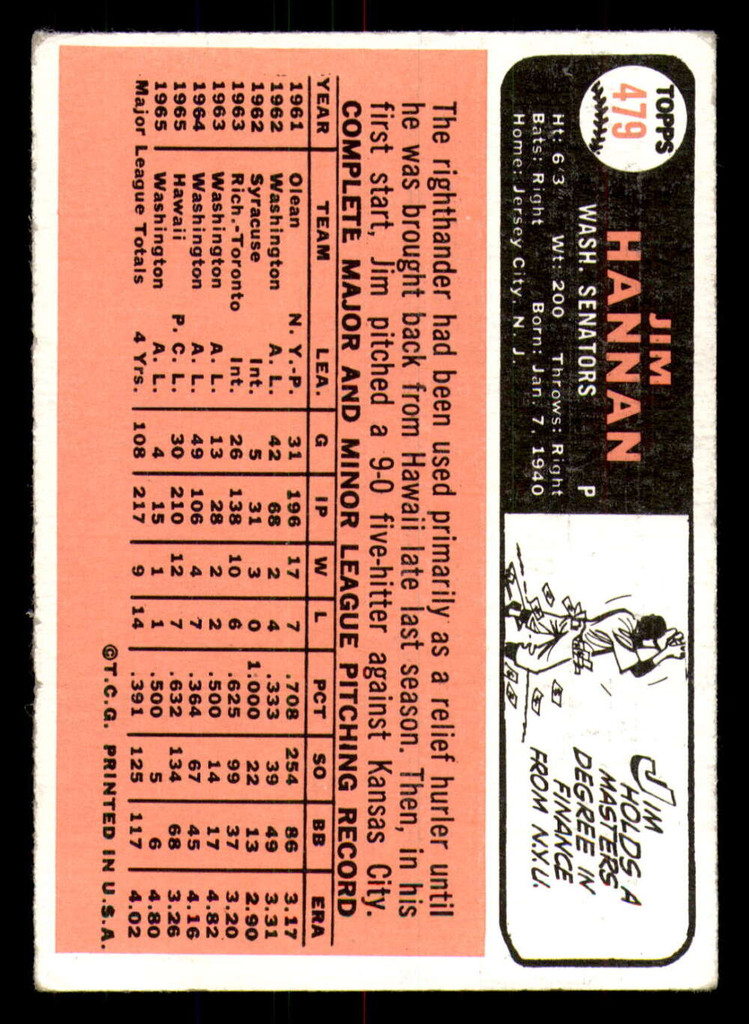 TOPPS
479
JIM
HANNAN
WASH. SENATORS P
Ht: 6'3 Wt: 200 Throws: Right
Bats: Right Born: Jan. 7, 1940
Home: Jersey City, N. J.
JIM
HOLDS A
MASTERS
DEGREE IN
FINANCE
FROM N.Y.U.
The righthander had been used primarily as a relief hurler until
he was brought back from Hawaii late last season. Then, in his
first start, Jim pitched a 9-0 five-hitter against Kansas City.
COMPLETE MAJOR AND MINOR LEAGUE PITCHING RECORD
YEAR TEAM LEA. G IP W L PCT SO BB ERA
1961 Olean N. Y.-P. 31 196 17 7 .708 254 86 3.17
1962 Washington A. L. 42 68 2 4 .333 39 49 3.31
1962 Syracuse Int. 5 31 3 0 1.000 22 13 2.90
1963 Rich.-Toronto Int. 26 138 10 6 .625 99 37 3.20
1963 Washington A. L. 13 28 2 2 .500 14 17 4.82
1964 Washington A. L. 49 106 4 7 .364 67 45 4.16
1965 Hawaii P. C. L. 30 210 12 7 .632 134 68 3.26
1965 Washington A. L. 4 15 1 1 .500 5 6 4.80
Major League Totals 4 Yrs. 108 217 9 14 .391 125 117 4.02
©T.C.G. PRINTED IN U.S.A.